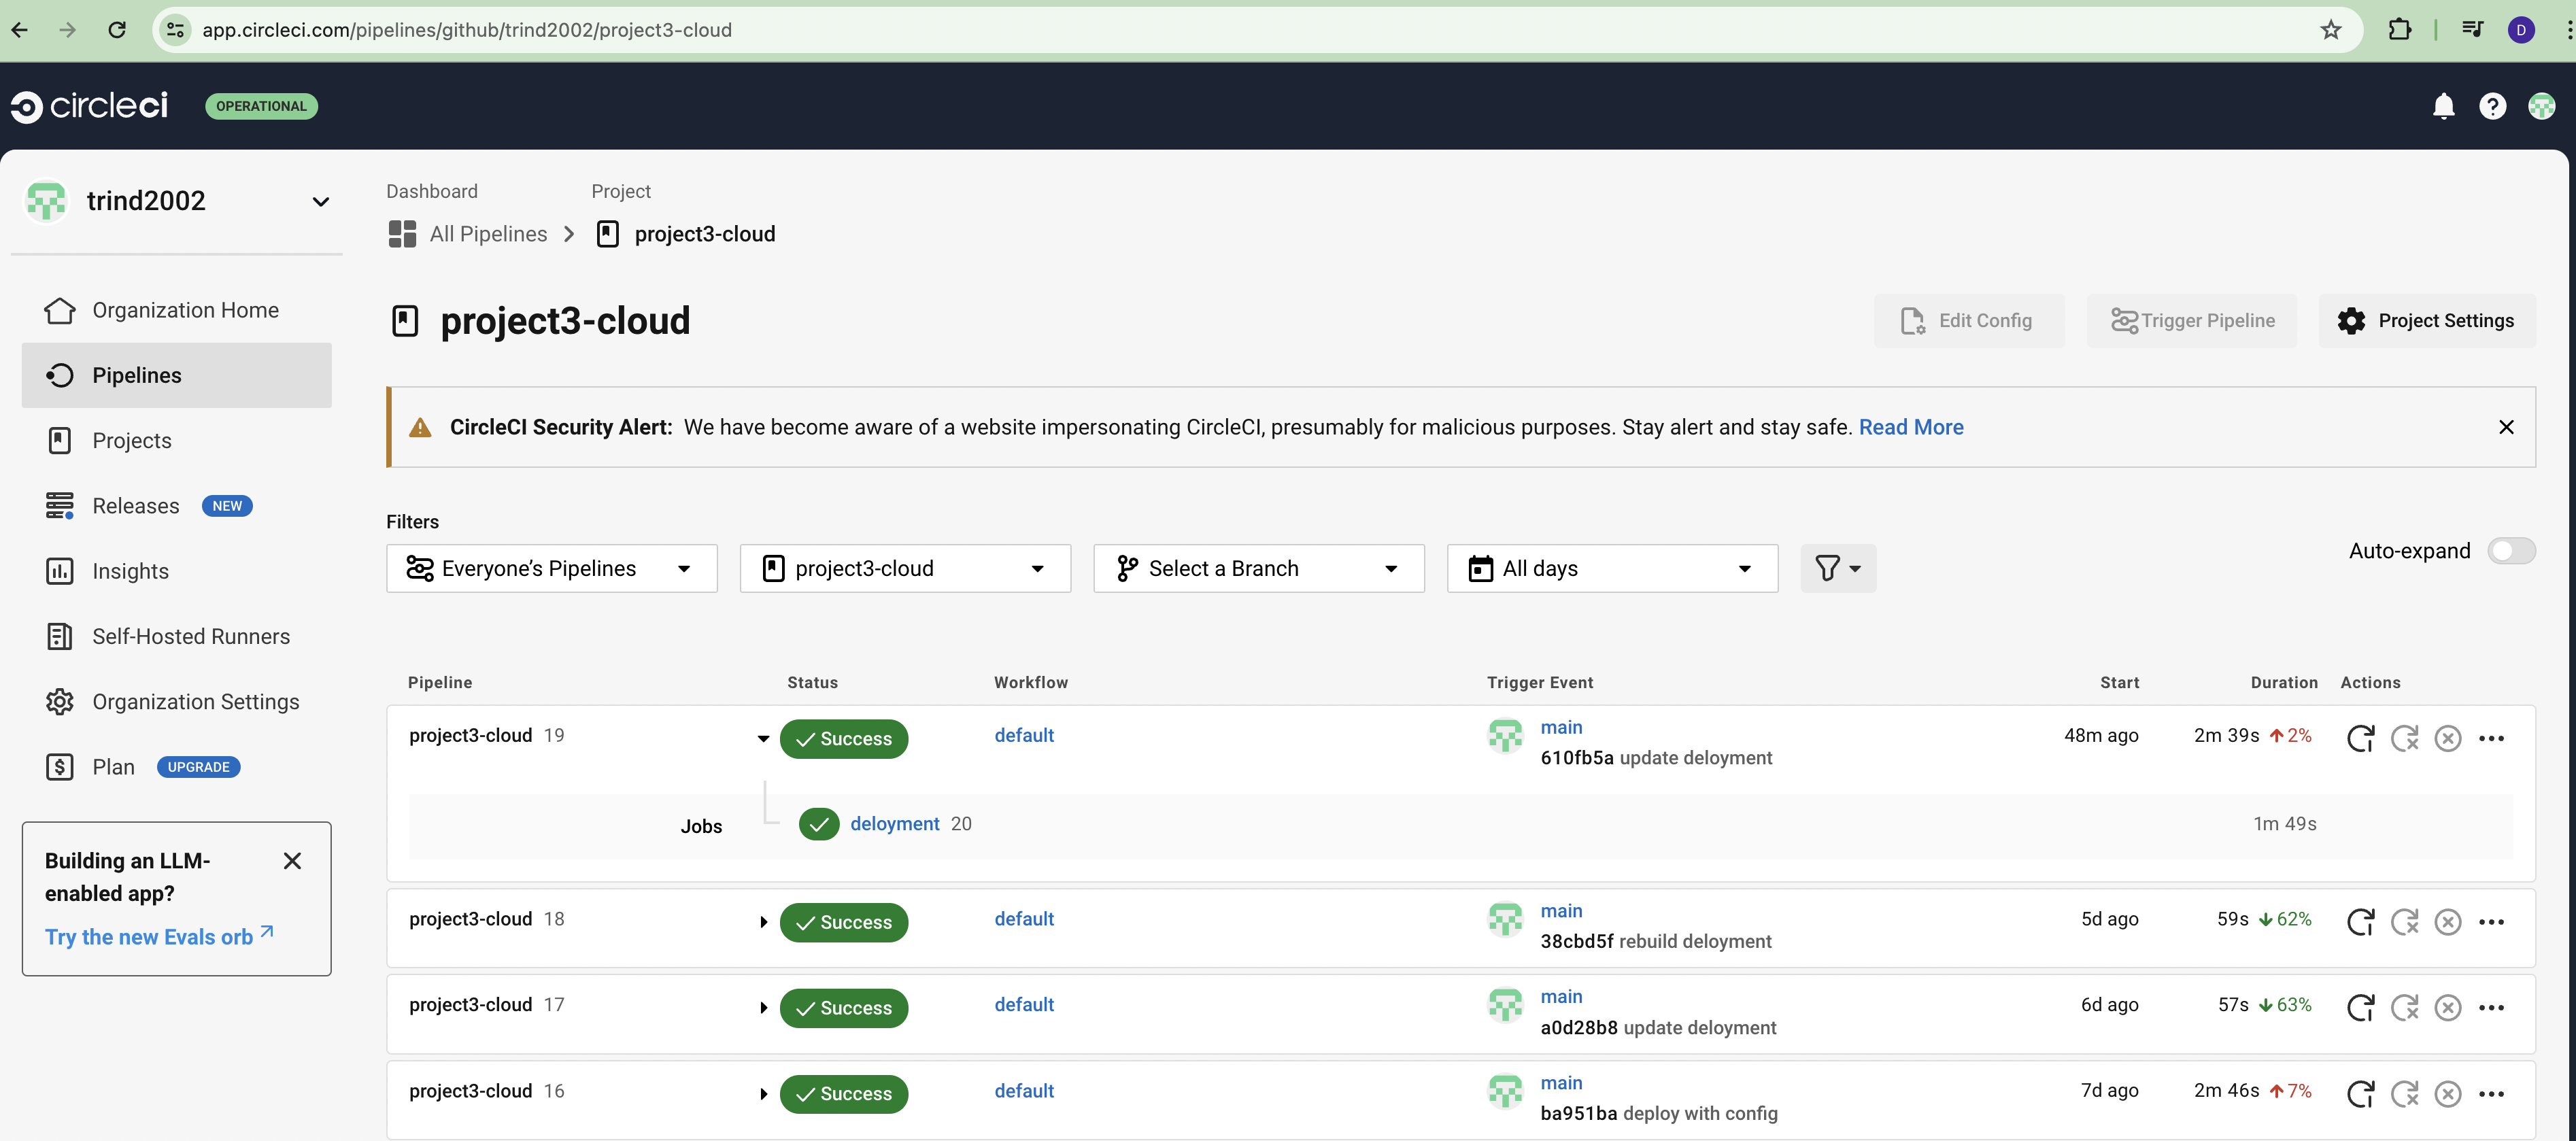 app.circleci.com/pipelines/github/trind2002/project3-cloud
D
circleci
OPERATIONAL
trind2002
Dashboard
Project
All Pipelines
project3-cloud
Organization Home
Pipelines
Projects
Releases NEW
Insights
Self-Hosted Runners
Organization Settings
Plan UPGRADE
Building an LLM-
enabled app?
Try the new Evals orb
project3-cloud
Edit Config
Trigger Pipeline
Project Settings
CircleCI Security Alert: We have become aware of a website impersonating CircleCI, presumably for malicious purposes. Stay alert and stay safe. Read More
Filters
Everyone’s Pipelines
project3-cloud
Select a Branch
All days
Auto-expand
Pipeline Status Workflow Trigger Event Start Duration Actions
project3-cloud 19 Success default main 48m ago 2m 39s 2%
610fb5a update deloyment
Jobs deloyment 20 1m 49s
project3-cloud 18 Success default main 5d ago 59s 62%
38cbd5f rebuild deloyment
project3-cloud 17 Success default main 6d ago 57s 63%
a0d28b8 update deloyment
project3-cloud 16 Success default main 7d ago 2m 46s 7%
ba951ba deploy with config